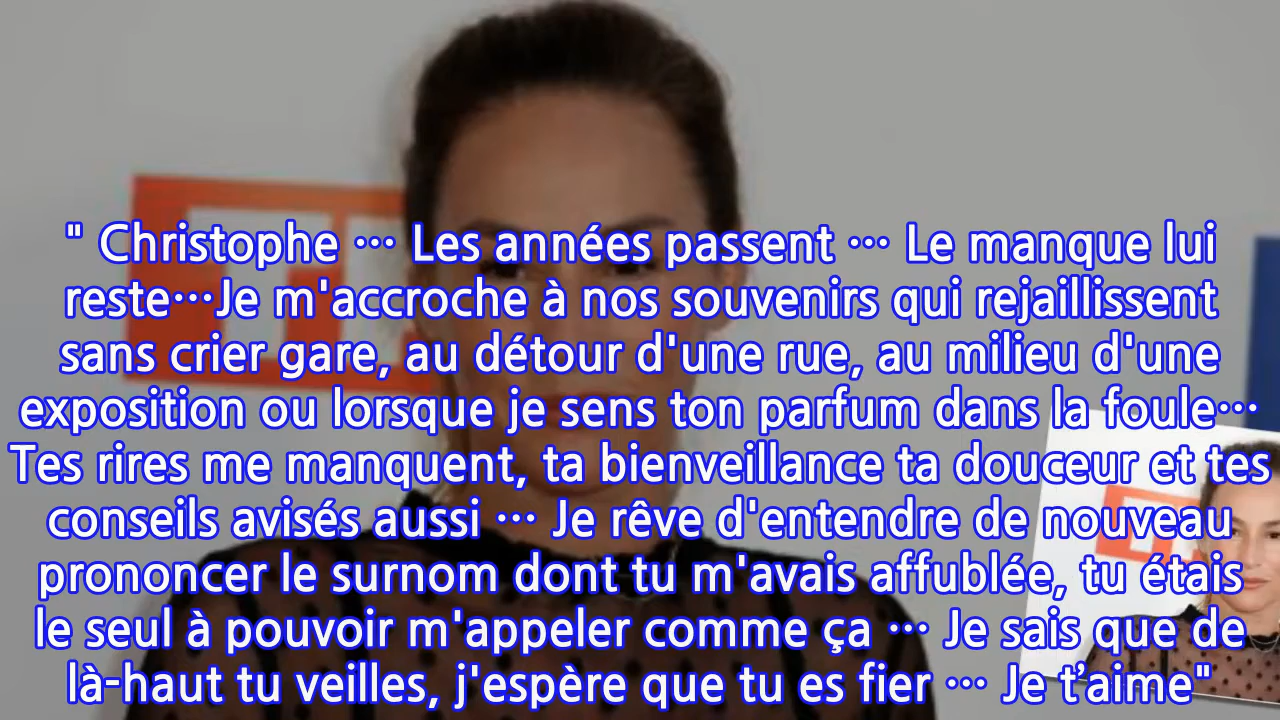 " Christophe ··· Les années passent ··· Le manque lui
reste···Je m'accroche à nos souvenirs qui rejaillissent
sans crier gare, au détour d'une rue, au milieu d'une
exposition ou lorsque je sens ton parfum dans la foule···
Tes rires me manquent, ta bienveillance ta douceur et tes
conseils avisés aussi ··· Je rêve d'entendre de nouveau
prononcer le surnom dont tu m'avais affublée, tu étais
le seul à pouvoir m'appeler comme ça ··· Je sais que de
là-haut tu veilles, j'espère que tu es fier ··· Je t’aime"